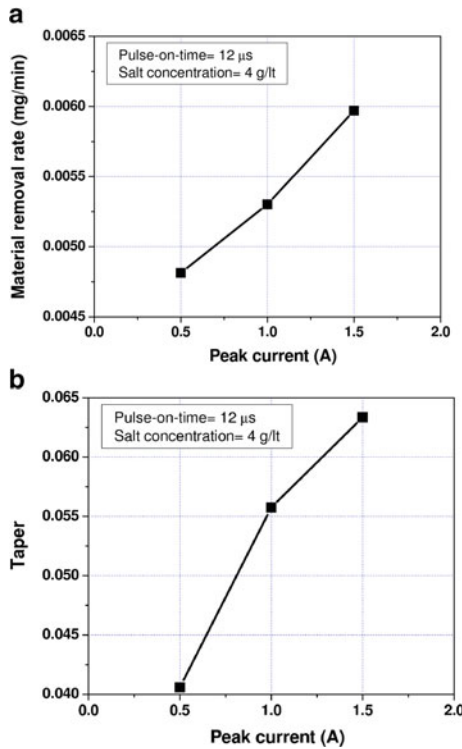 a
0.0065
0.0060
0.0055
0.0050
0.0045
Material removal rate (mg/min)
Pulse-on-time= 12 µs
Salt concentration= 4 g/lt
0.0 0.5 1.0 1.5 2.0
Peak current (A)
b
0.065
0.060
0.055
0.050
0.045
0.040
Taper
Pulse-on-time= 12 µs
Salt concentration= 4 g/lt
0.0 0.5 1.0 1.5 2.0
Peak current (A)